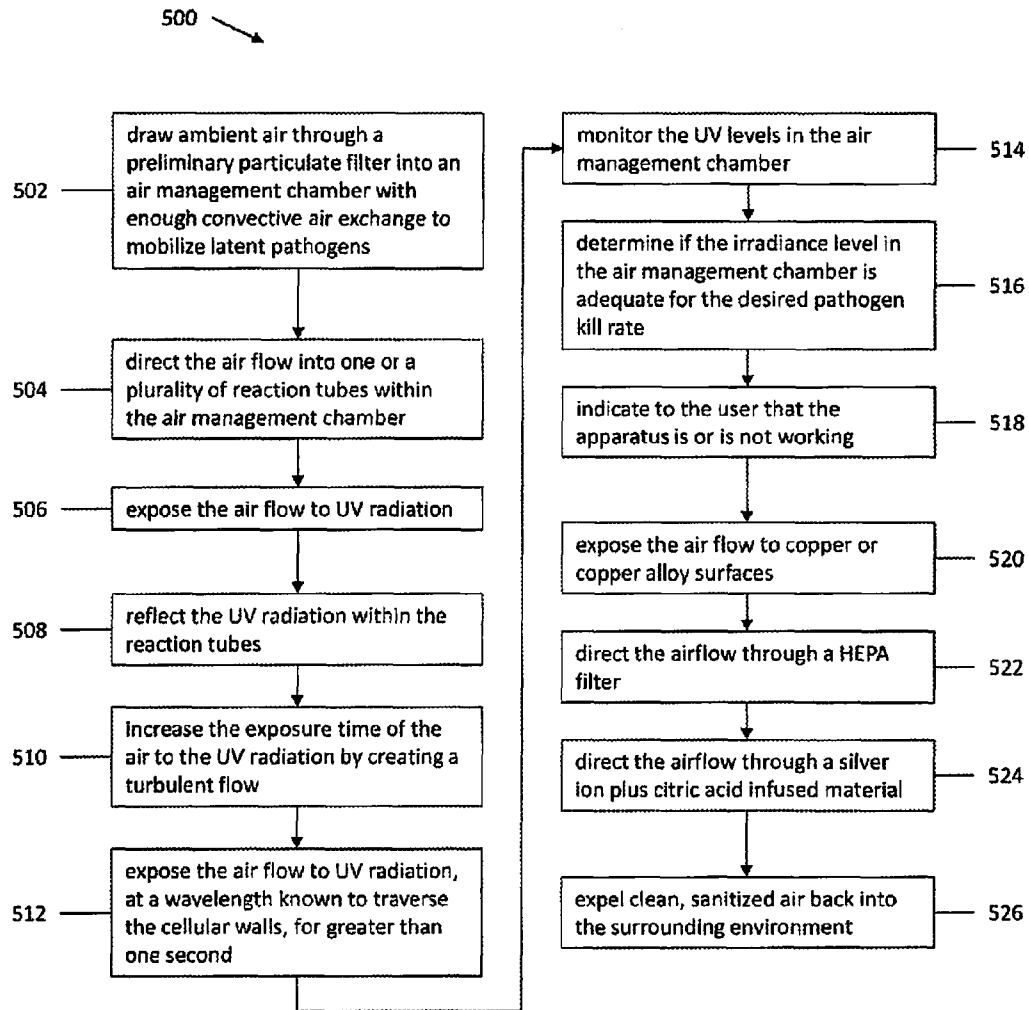 500
502
draw ambient air through a
preliminary particulate filter into an
air management chamber with
enough convective air exchange to
mobilize latent pathogens
504
direct the air flow into one or a
plurality of reaction tubes within
the air management chamber
506
expose the air flow to UV radiation
508
reflect the UV radiation within the
reaction tubes
510
increase the exposure time of the
air to the UV radiation by creating a
turbulent flow
512
expose the air flow to UV radiation,
at a wavelength known to traverse
the cellular walls, for greater than
one second
monitor the UV levels in the air
management chamber
514
determine if the irradiance level in
the air management chamber is
adequate for the desired pathogen
kill rate
516
indicate to the user that the
apparatus is or is not working
518
expose the air flow to copper or
copper alloy surfaces
520
direct the airflow through a HEPA
filter
522
direct the airflow through a silver
ion plus citric acid infused material
524
expel clean, sanitized air back into
the surrounding environment
526